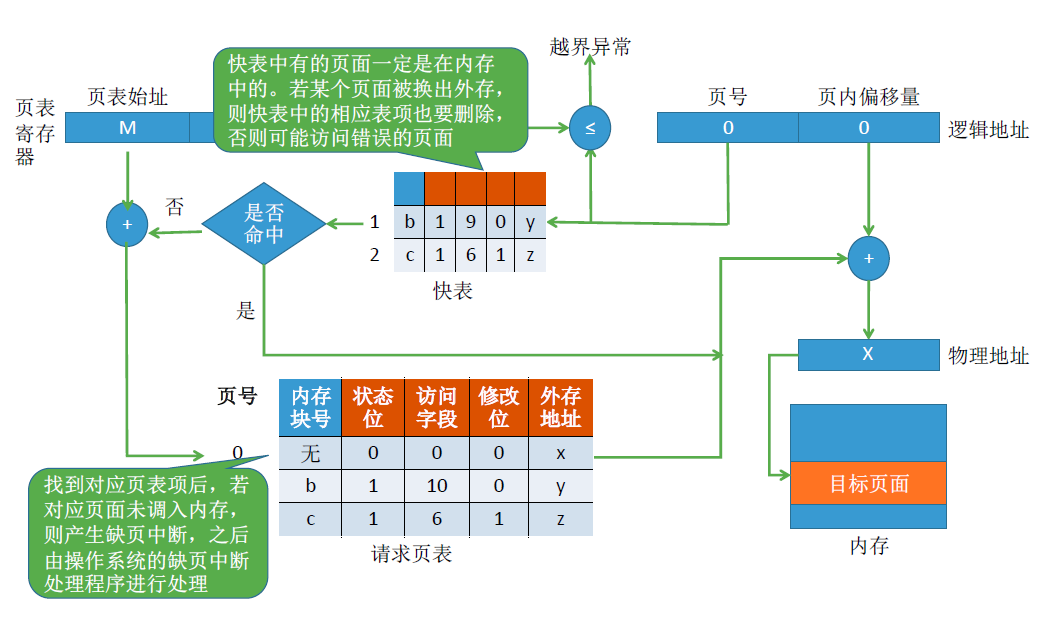 越界异常
快表中有的页面一定是在内存
中的。若某个页面被换出外存，
则快表中的相应表项也要删除，
否则可能访问错误的页面
页表
寄存
器
页表始址
M
≤
页号 页内偏移量
0 0 逻辑地址
否
是否
命中
+
1 b 1 9 0 y
2 c 1 6 1 z
快表
是
+
X 物理地址
页号 内存块号 状态位 访问字段 修改位 外存地址
0 无 0 0 0 x
b 1 10 0 y
c 1 6 1 z
请求页表
找到对应页表项后，若
对应页面未调入内存，
则产生缺页中断，之后
由操作系统的缺页中断
处理程序进行处理
目标页面
内存